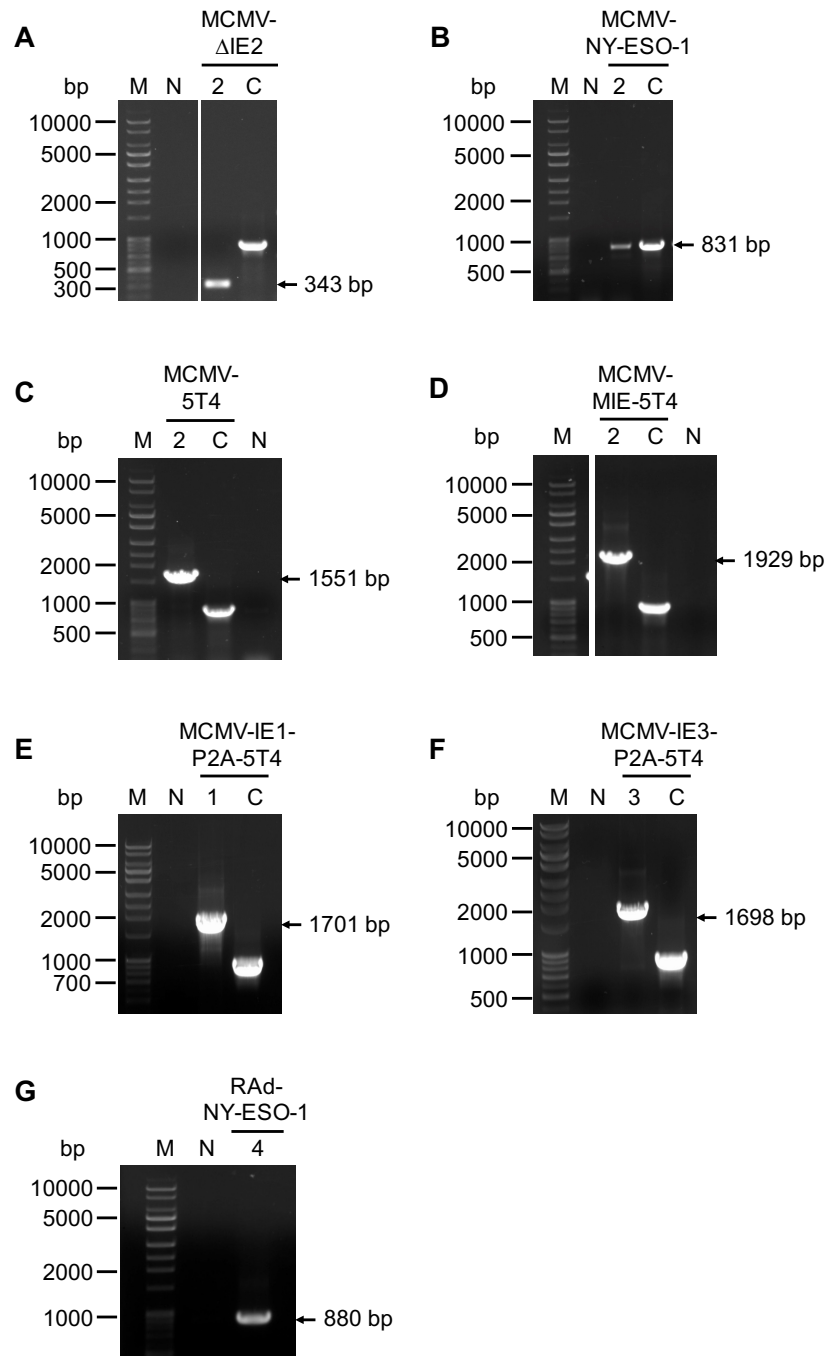 A
MCMV-
ΔIE2
bp M N 2 C
10000
5000
2000
1000
500
300
343 bp
B
MCMV-
NY-ESO-1
bp M N 2 C
10000
5000
2000
1000
500
831 bp
C
MCMV-
5T4
bp M 2 C N
10000
5000
2000
1000
500
1551 bp
D
MCMV-
MIE-5T4
bp M 2 C N
10000
5000
2000
1000
500
1929 bp
E
MCMV-IE1-
P2A-5T4
bp M N 1 C
10000
5000
2000
1000
700
1701 bp
F
MCMV-IE3-
P2A-5T4
bp M N 3 C
10000
5000
2000
1000
500
1698 bp
G
RAd-
NY-ESO-1
bp M N 4
10000
5000
2000
1000
880 bp